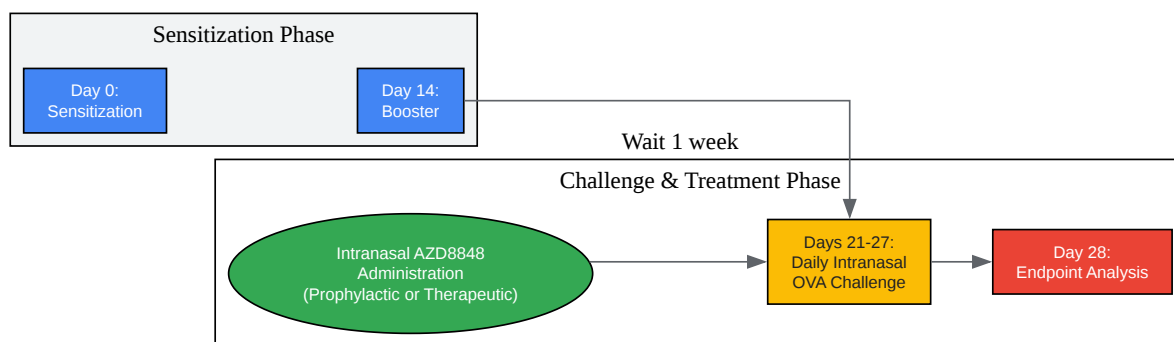 Sensitization Phase
Day 0:
Sensitization
Day 14:
Booster
Wait 1 week
Challenge & Treatment Phase
Intranasal AZD8848
Administration
(Prophylactic or Therapeutic)
Days 21-27:
Daily Intranasal
OVA Challenge
Day 28:
Endpoint Analysis